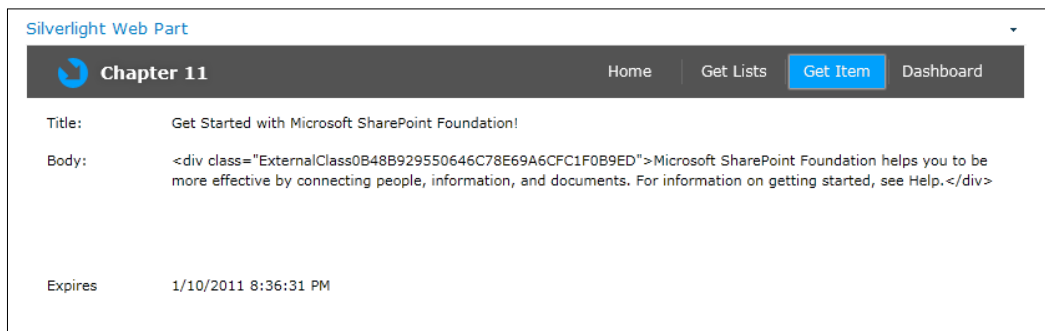 Silverlight Web Part
Chapter 11 Home Get Lists Get Item Dashboard
Title: Get Started with Microsoft SharePoint Foundation!
Body: <div class="ExternalClass0B48B929550646C78E69A6CFC1F0B9ED">Microsoft SharePoint Foundation helps you to be
more effective by connecting people, information, and documents. For information on getting started, see Help.</div>
Expires 1/10/2011 8:36:31 PM